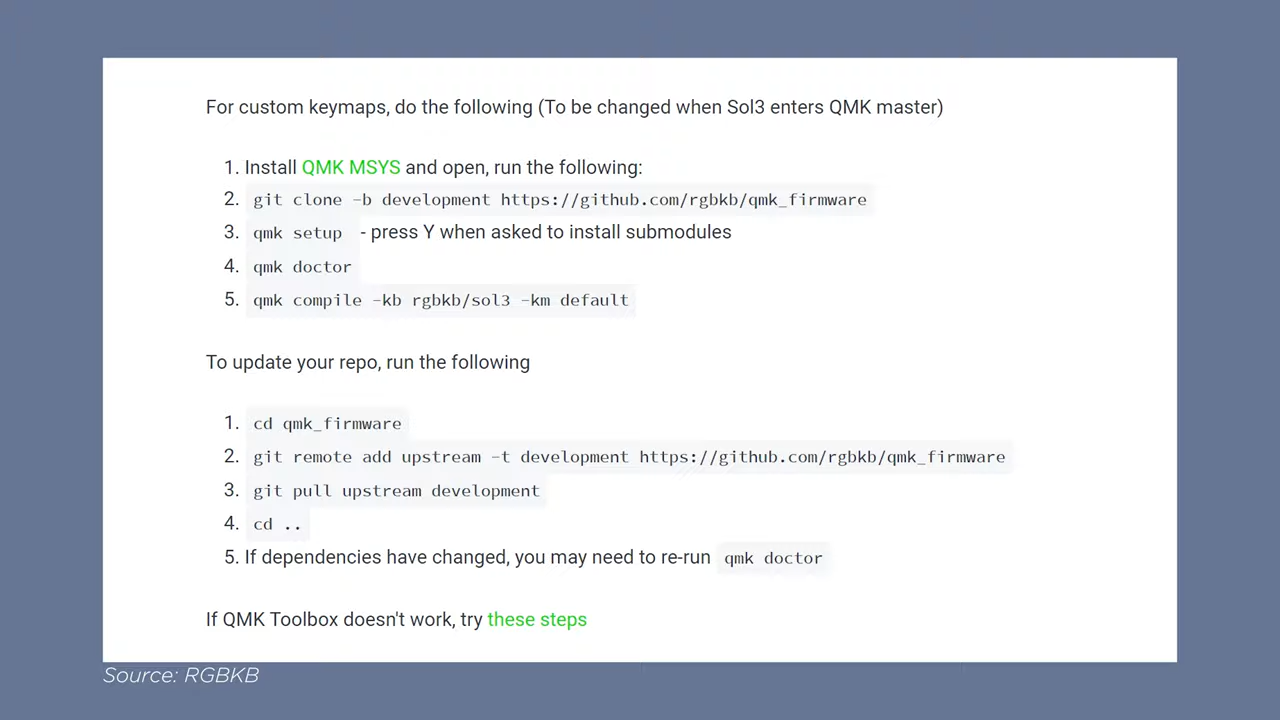 For custom keymaps, do the following (To be changed when Sol3 enters QMK master)
1. Install QMK MSYS and open, run the following:
2. git clone -b development https://github.com/rgbkb/qmk_firmware
3. qmk setup - press Y when asked to install submodules
4. qmk doctor
5. qmk compile -kb rgbkb/sol3 -km default
To update your repo, run the following
1. cd qmk_firmware
2. git remote add upstream -t development https://github.com/rgbkb/qmk_firmware
3. git pull upstream development
4. cd ..
5. If dependencies have changed, you may need to re-run qmk doctor
If QMK Toolbox doesn't work, try these steps
Source: RGBKB